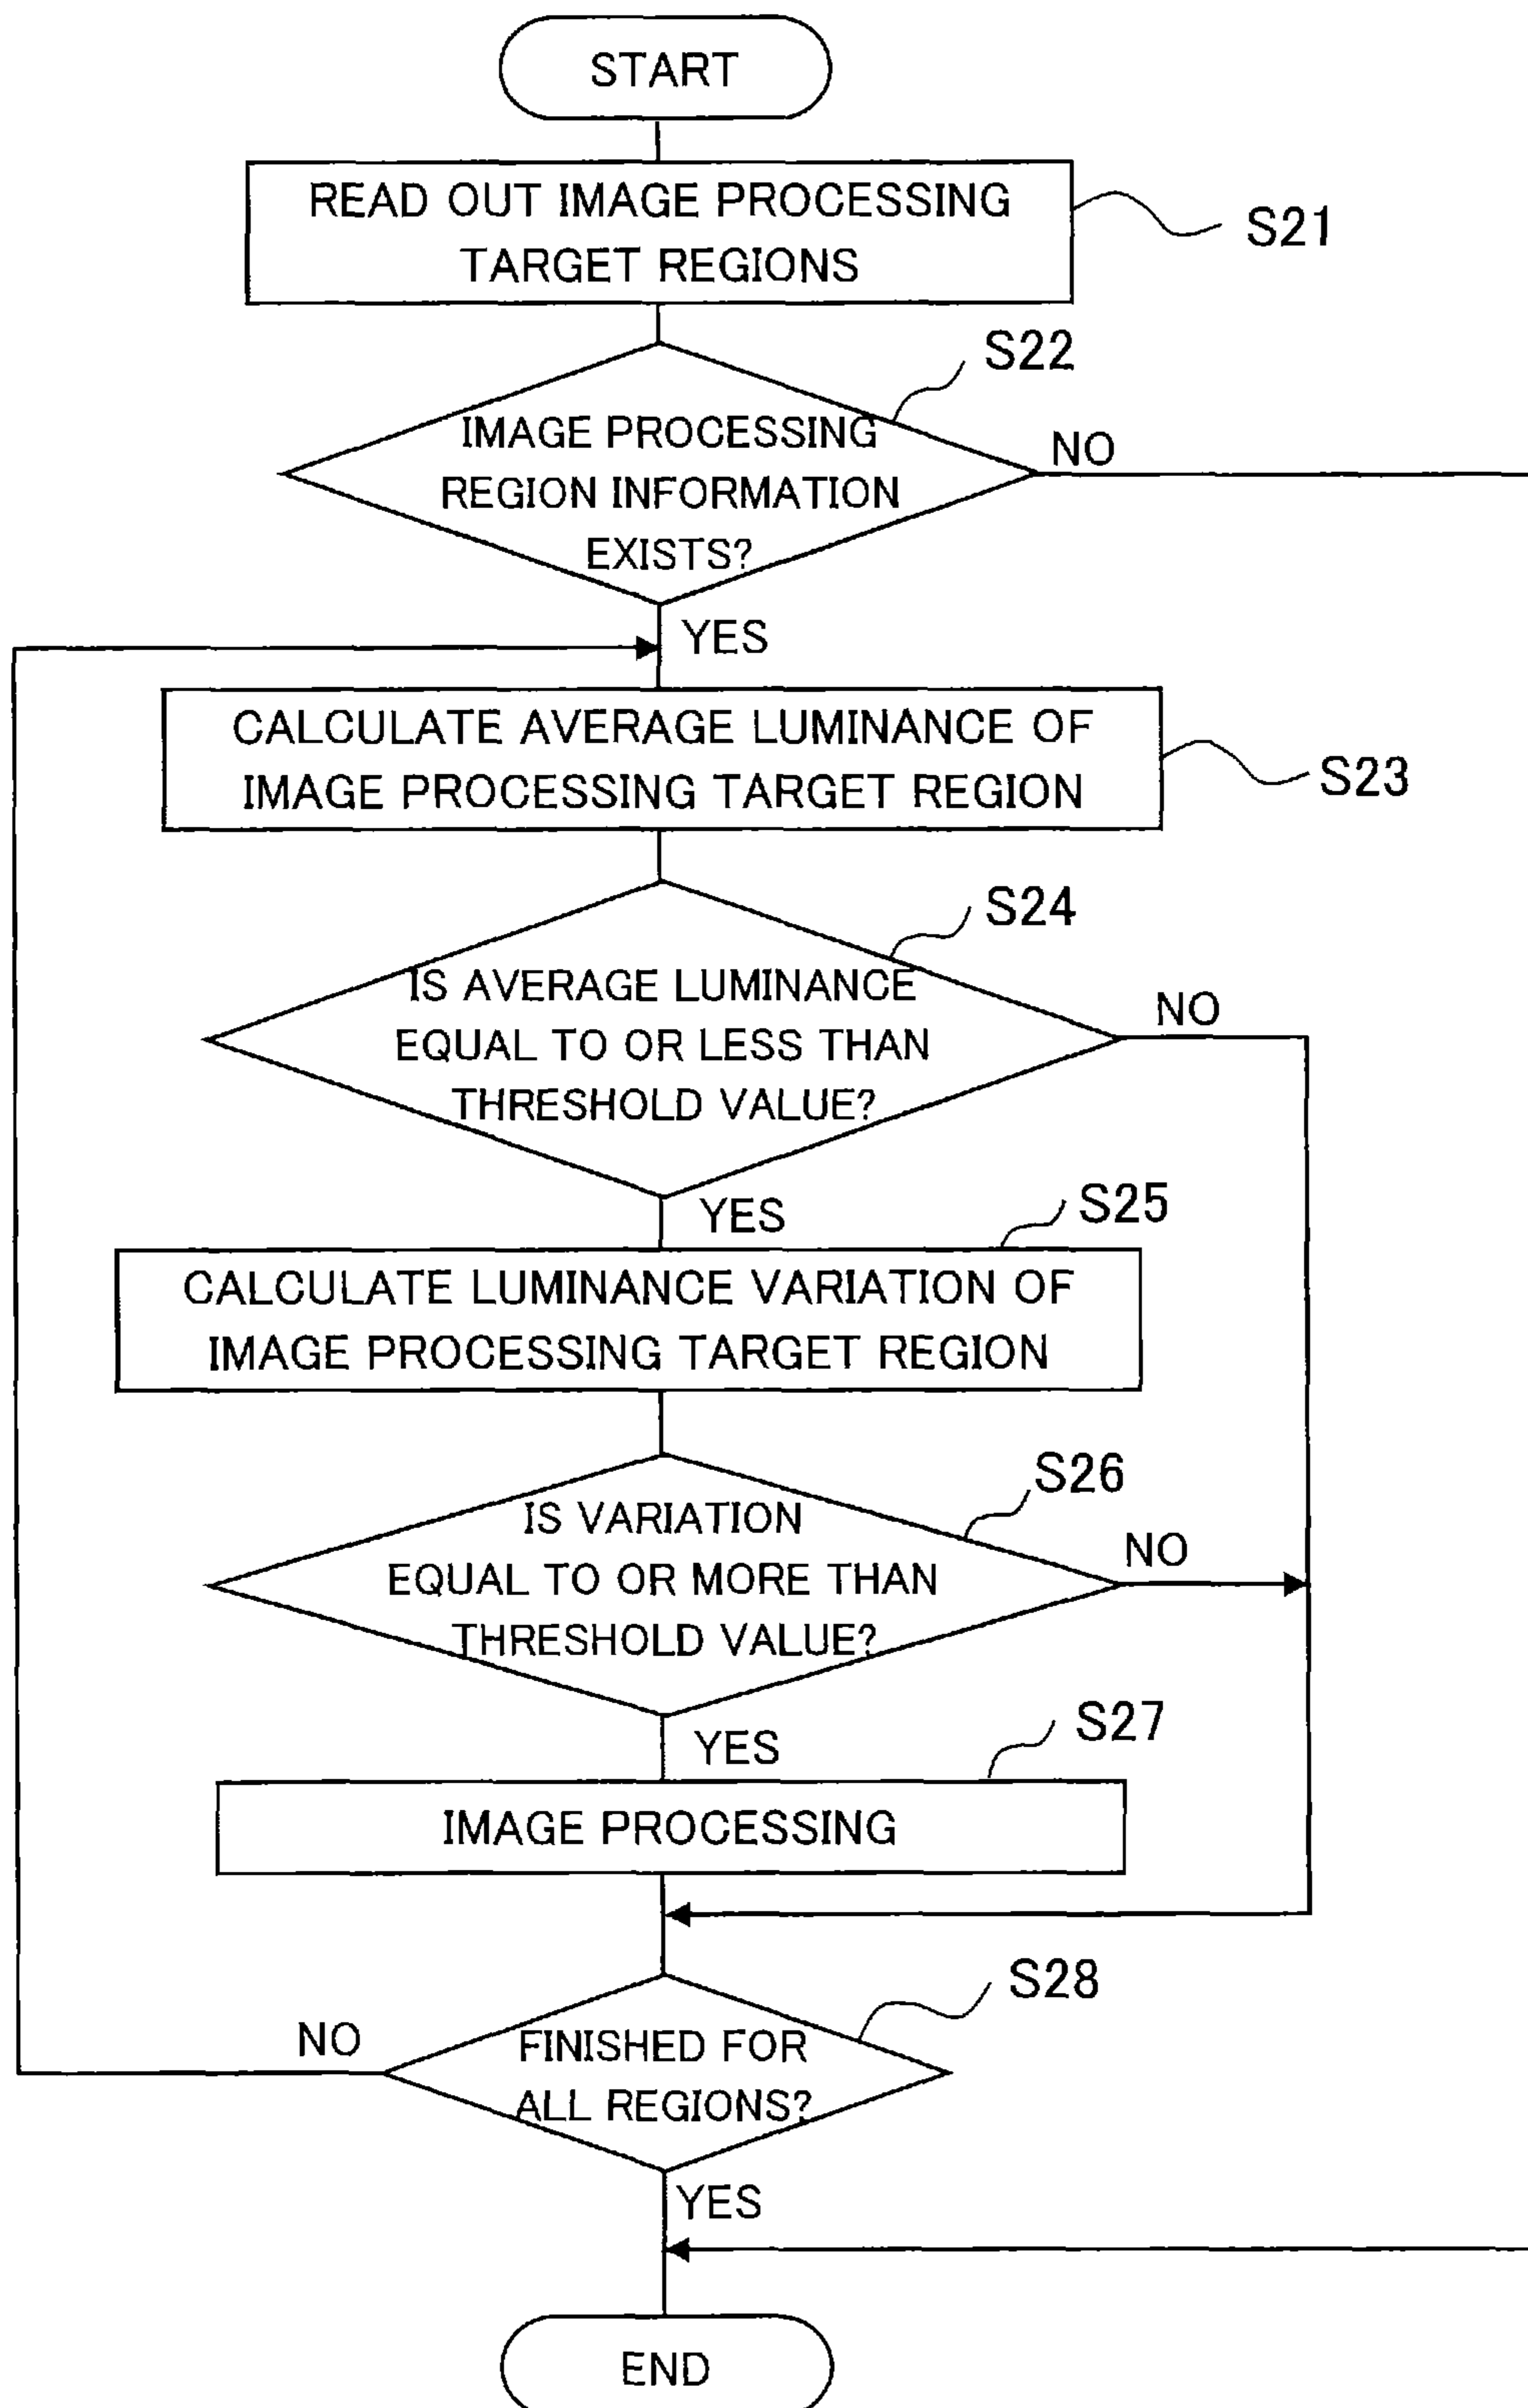 START
READ OUT IMAGE PROCESSING
TARGET REGIONS
S21
S22
IMAGE PROCESSING
REGION INFORMATION
EXISTS?
NO
YES
CALCULATE AVERAGE LUMINANCE OF
IMAGE PROCESSING TARGET REGION
S23
S24
IS AVERAGE LUMINANCE
EQUAL TO OR LESS THAN
THRESHOLD VALUE?
NO
YES
S25
CALCULATE LUMINANCE VARIATION OF
IMAGE PROCESSING TARGET REGION
S26
IS VARIATION
EQUAL TO OR MORE THAN
THRESHOLD VALUE?
NO
YES
S27
IMAGE PROCESSING
S28
FINISHED FOR
ALL REGIONS?
NO
YES
END